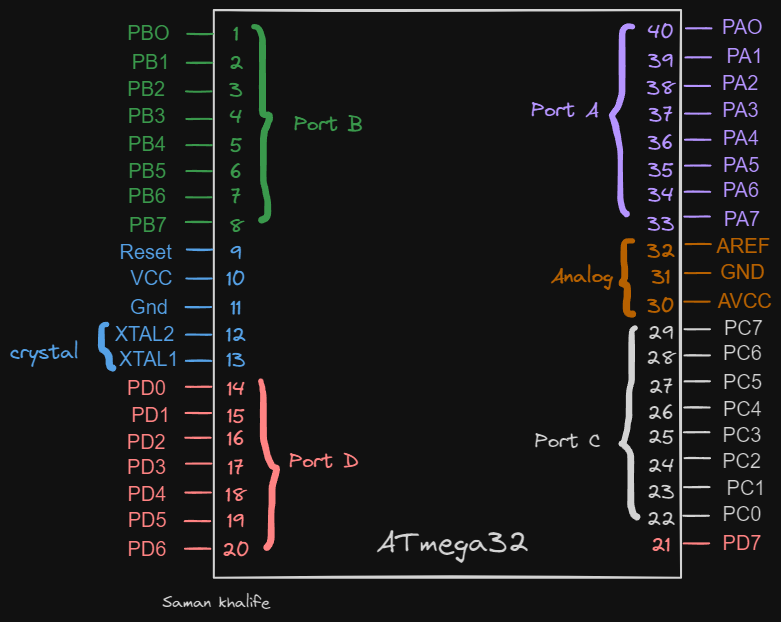 PBO 1
PB1 2
PB2 3
PB3 4
PB4 5
PB5 6
PB6 7
PB7 8
Port B
Reset 9
VCC 10
Gnd 11
XTAL2 12
XTAL1 13
crystal
PD0 14
PD1 15
PD2 16
PD3 17
PD4 18
PD5 19
PD6 20
Port D
40 PAO
39 PA1
38 PA2
37 PA3
36 PA4
35 PA5
34 PA6
33 PA7
Port A
32 AREF
31 GND
30 AVCC
Analog
29 PC7
28 PC6
27 PC5
26 PC4
25 PC3
24 PC2
23 PC1
22 PC0
Port C
21 PD7
ATmega32
Saman khalife